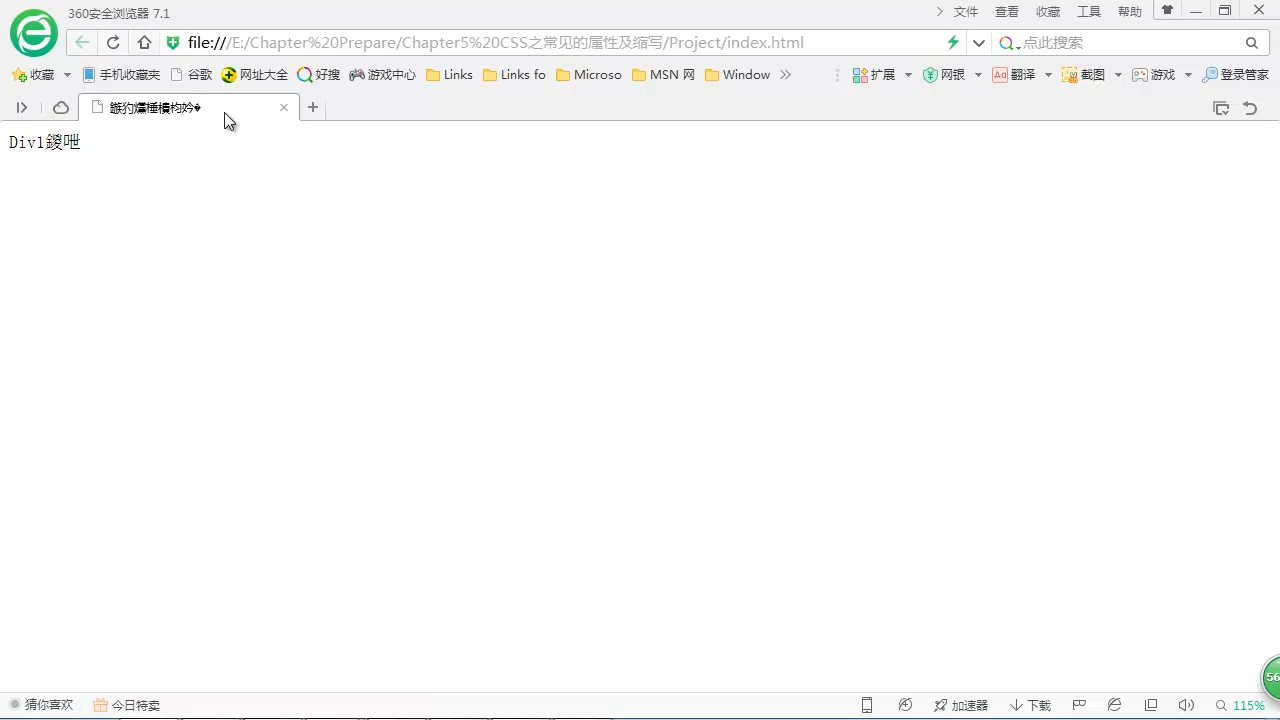 360安全浏览器 7.1
文件 查看 收藏 工具 帮助
file:///E:/Chapter%20Prepare/Chapter5%20CSS之常见的属性及缩写/Project/index.html
点此搜索
收藏 手机收藏夹 谷歌 网址大全 好搜 游戏中心 Links Links fo Microso MSN 网 Window
扩展 网银 Aa 翻译 截图 游戏 登录管家
Div1鍐呭
56
猜你喜欢 今日特卖
加速器 下载 115%